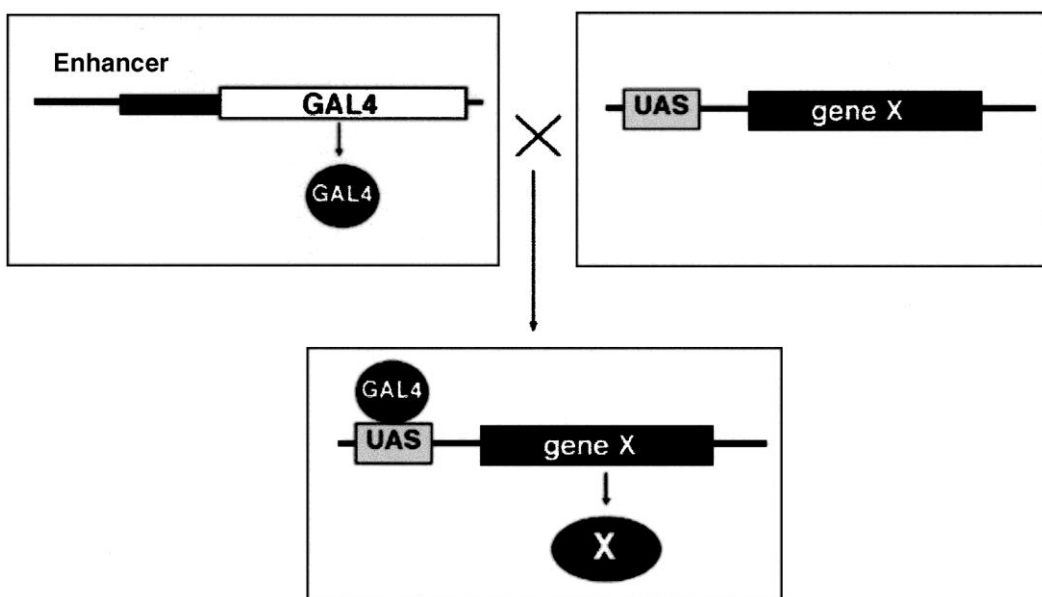 Enhancer
GAL4
GAL4
UAS
gene X
GAL4
UAS
gene X
X